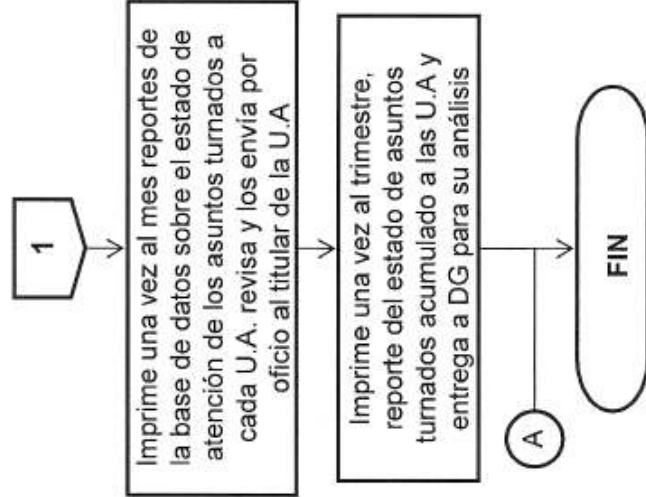 1
Imprime una vez al mes reportes de
la base de datos sobre el estado de
atención de los asuntos turnados a
cada U.A. revisa y los envía por
oficio al titular de la U.A
Imprime una vez al trimestre,
reporte del estado de asuntos
turnados acumulado a las U.A y
entrega a DG para su análisis
A
FIN